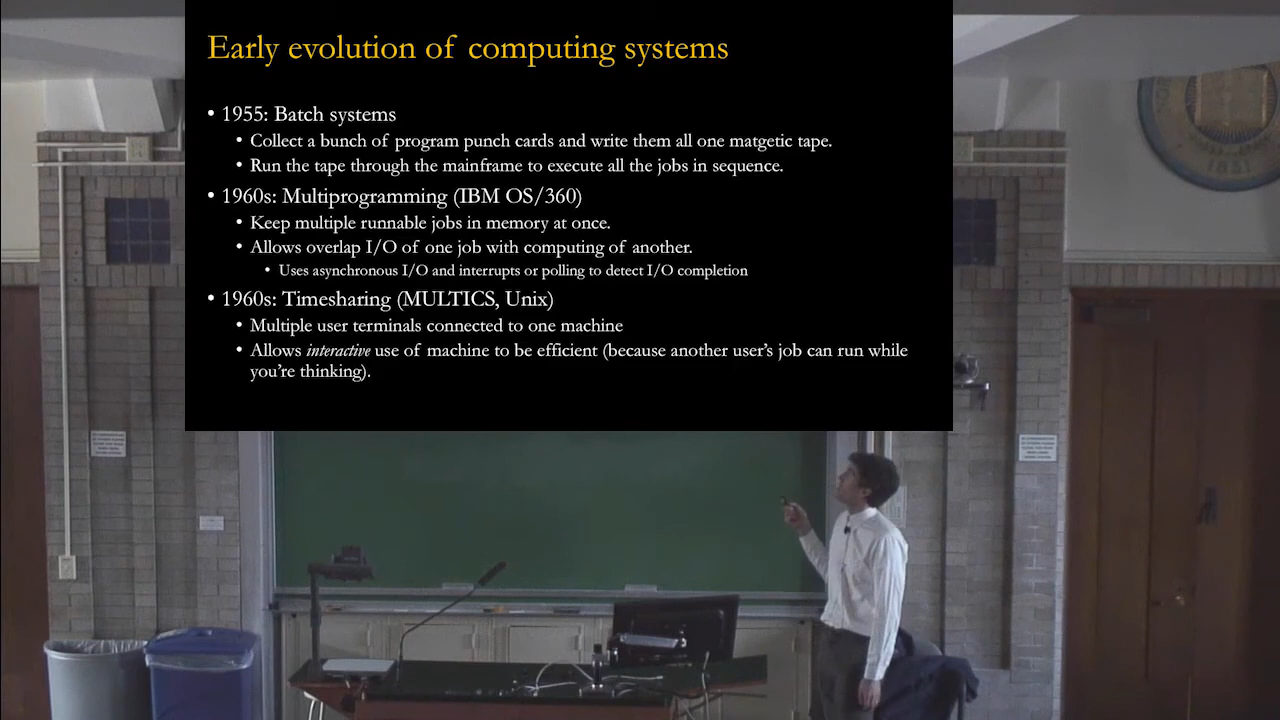 Early evolution of computing systems
• 1955: Batch systems
• Collect a bunch of program punch cards and write them all one matgetic tape.
• Run the tape through the mainframe to execute all the jobs in sequence.
• 1960s: Multiprogramming (IBM OS/360)
• Keep multiple runnable jobs in memory at once.
• Allows overlap I/O of one job with computing of another.
• Uses asynchronous I/O and interrupts or polling to detect I/O completion
• 1960s: Timesharing (MULTICS, Unix)
• Multiple user terminals connected to one machine
• Allows interactive use of machine to be efficient (because another user's job can run while
you're thinking).